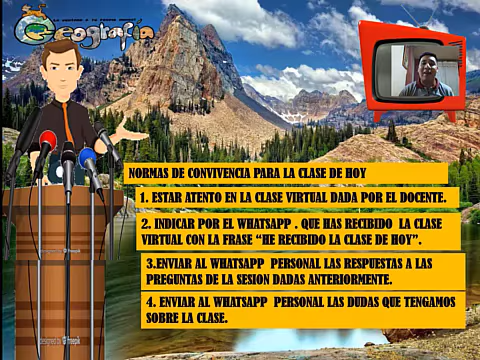 Geografía
NORMAS DE CONVIVENCIA PARA LA CLASE DE HOY
1. ESTAR ATENTO EN LA CLASE VIRTUAL DADA POR EL DOCENTE.
2. INDICAR POR EL WHATSAPP . QUE HAS RECIBIDO LA CLASE
VIRTUAL CON LA FRASE “HE RECIBIDO LA CLASE DE HOY”.
3.ENVIAR AL WHATSAPP PERSONAL LAS RESPUESTAS A LAS
PREGUNTAS DE LA SESION DADAS ANTERIORMENTE.
4. ENVIAR AL WHATSAPP PERSONAL LAS DUDAS QUE TENGAMOS
SOBRE LA CLASE.
designed by freepik